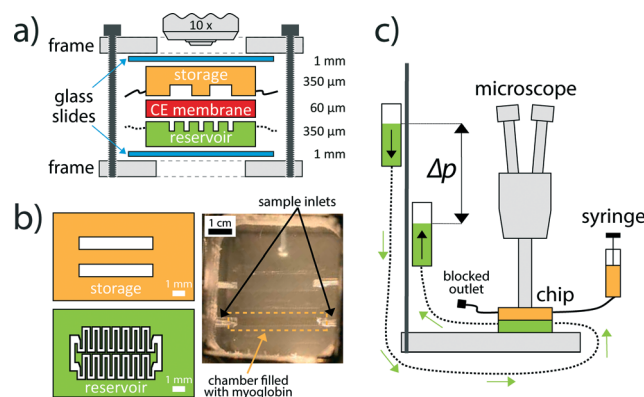 a)
10 x
frame
1 mm
storage
350 µm
glass
slides
CE membrane
60 µm
reservoir
350 µm
1 mm
frame
b)
storage
1 mm
reservoir
1 mm
sample inlets
1 cm
chamber filled
with myoglobin
c)
microscope
Δp
syringe
blocked
outlet
chip